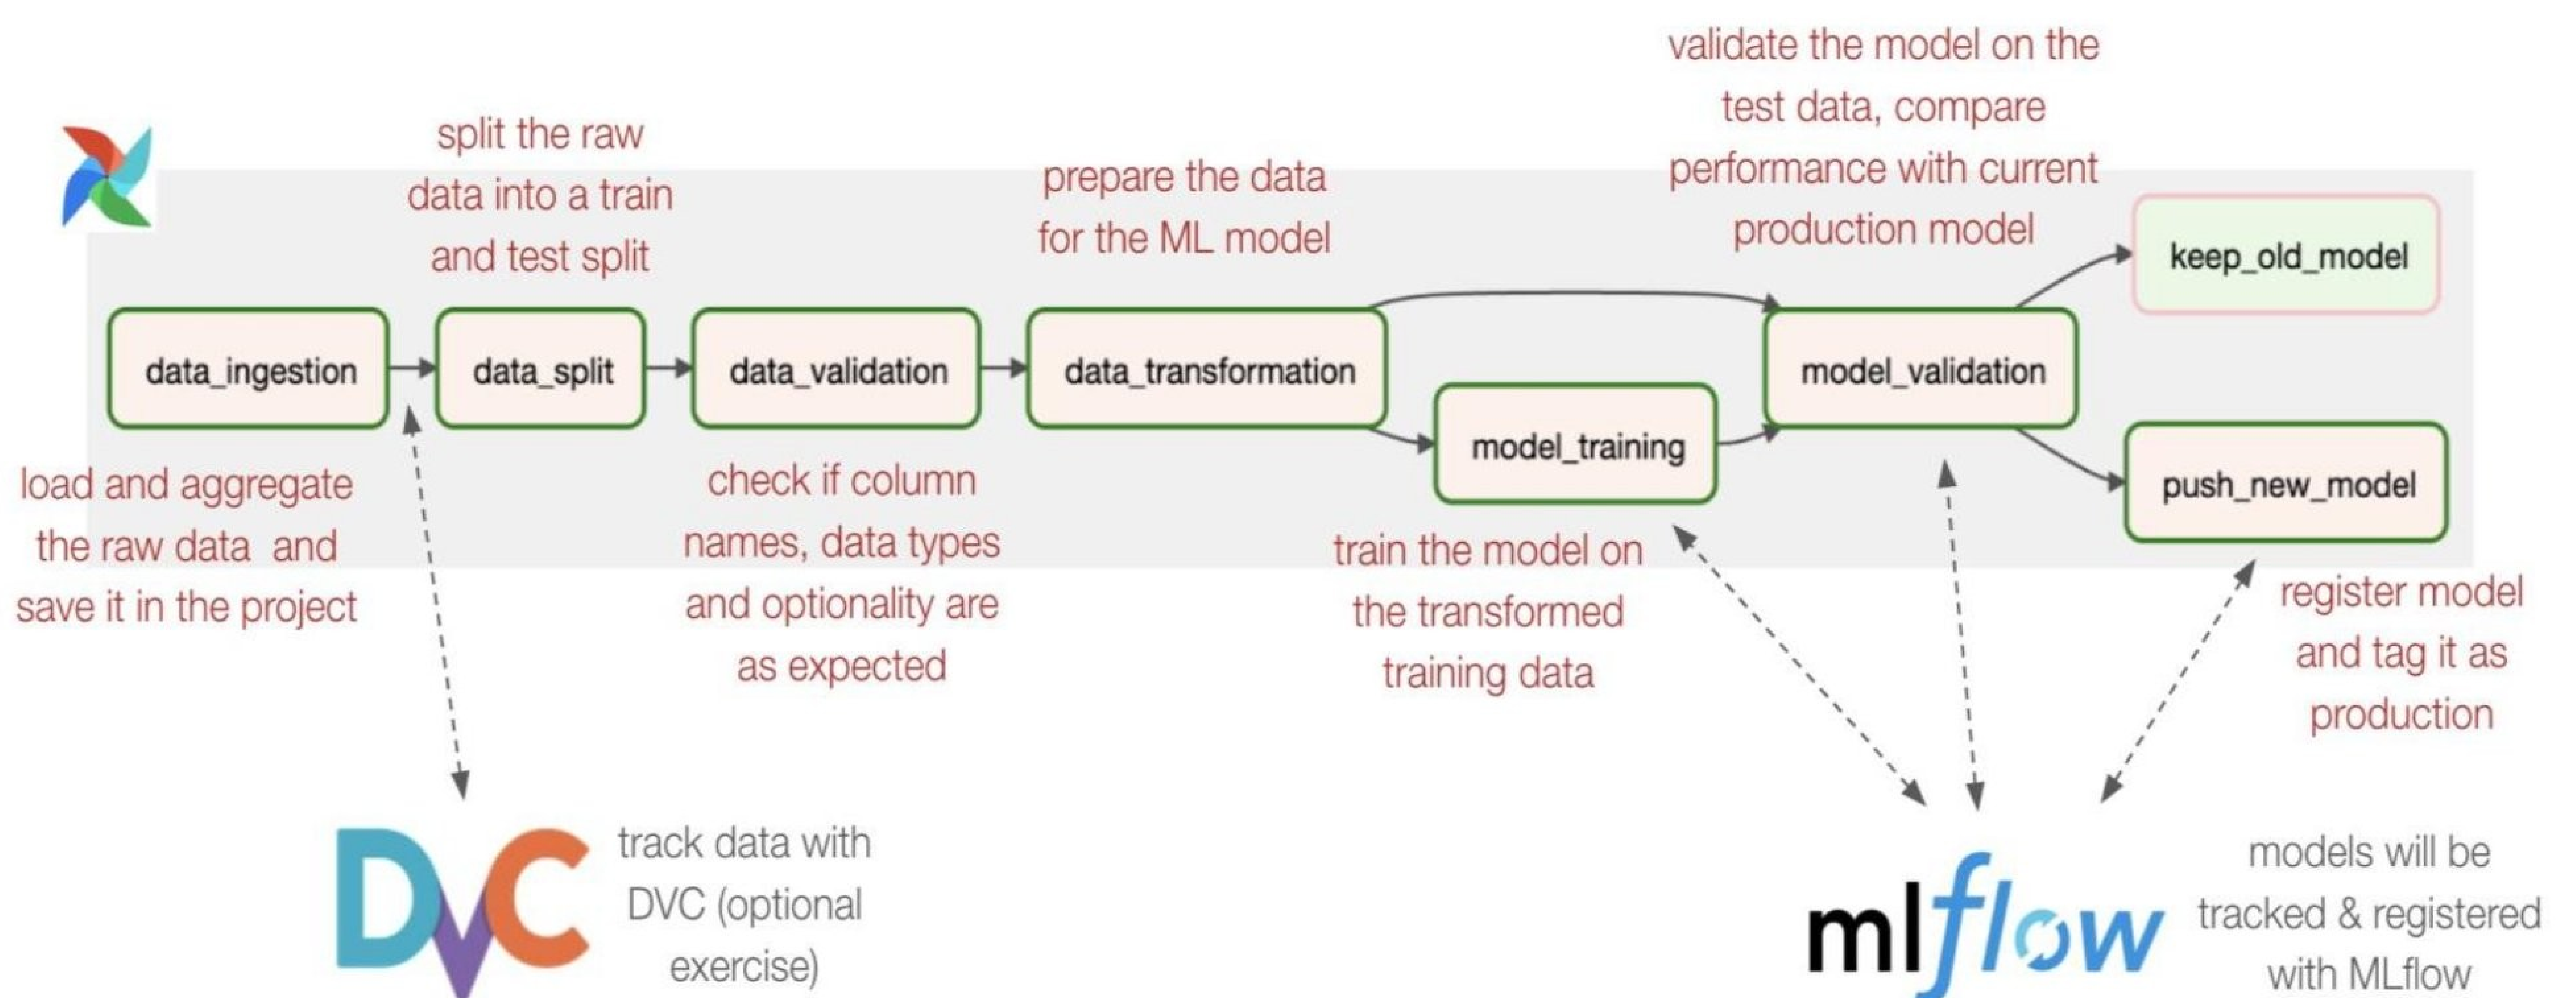 validate the model on the
test data, compare
performance with current
production model
split the raw
data into a train
and test split
prepare the data
for the ML model
keep_old_model
data_ingestion
data_split
data_validation
data_transformation
model_training
model_validation
push_new_model
load and aggregate
the raw data and
save it in the project
check if column
names, data types
and optionality are
as expected
train the model on
the transformed
training data
register model
and tag it as
production
DVC
track data with
DVC (optional
exercise)
mlflow
models will be
tracked & registered
with MLflow